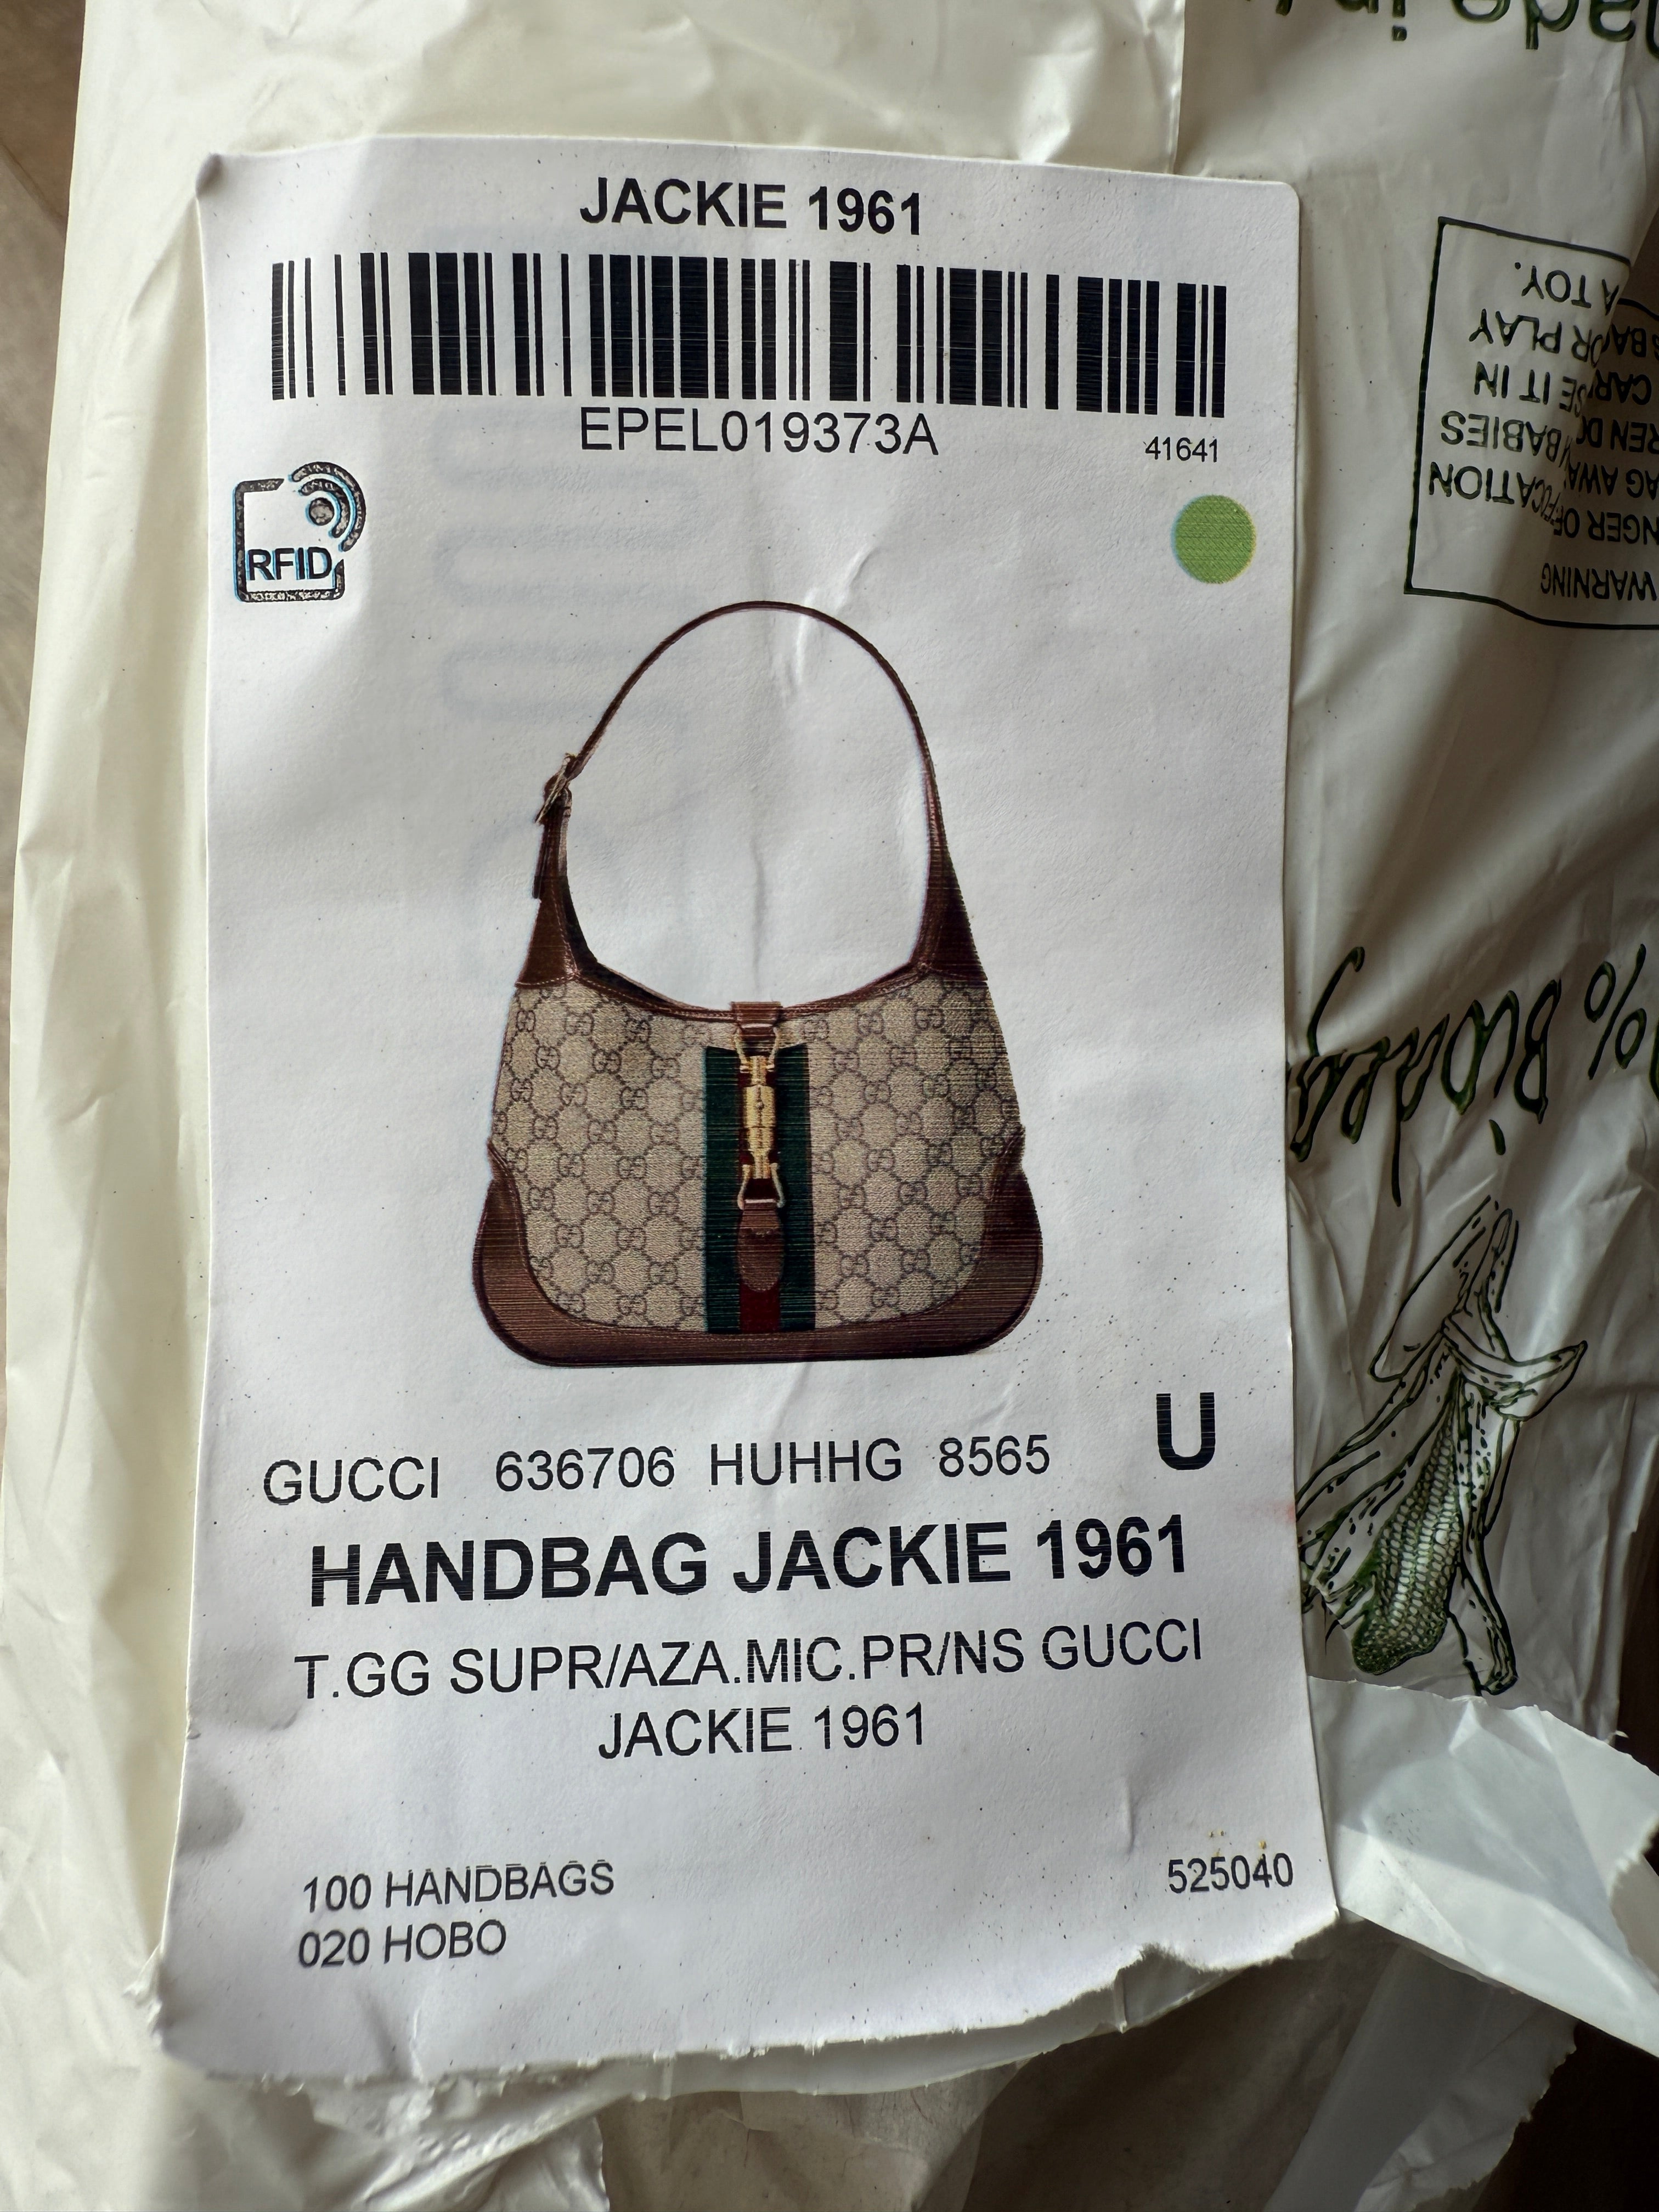 JACKIE 1961
EPEL019373A
41641
RFID
GUCCI 636706 HUHHG 8565
U
HANDBAG JACKIE 1961
T.GG SUPR/AZA.MIC.PR/NS GUCCI
JACKIE 1961
100 HANDBAGS
020 HOBO
525040
WARNING
A TOY.